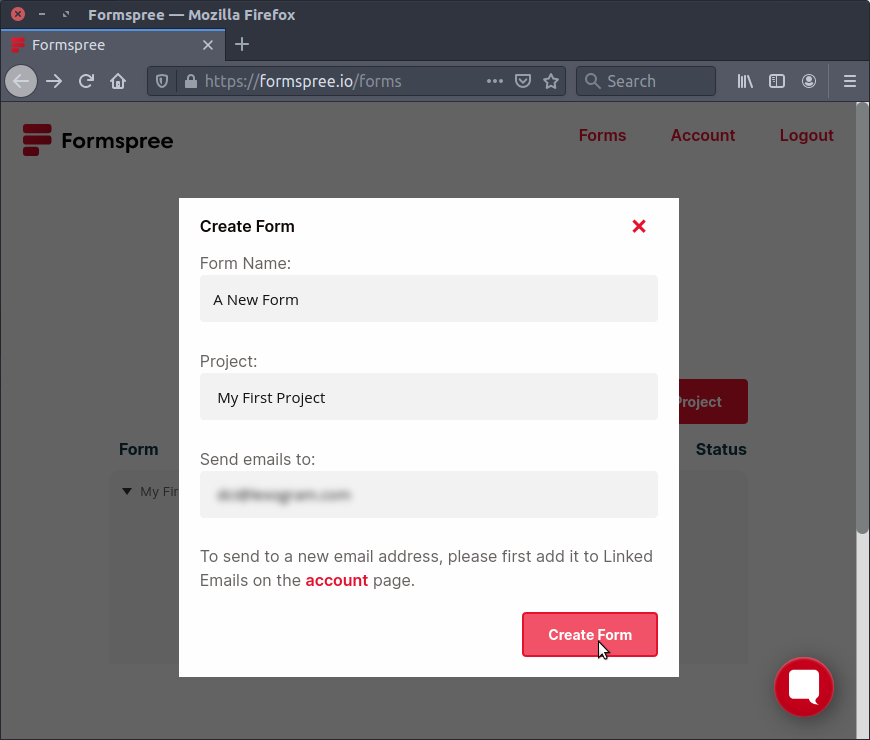 Formspree — Mozilla Firefox
Formspree
https://formspree.io/forms
Search
Formspree
Forms Account Logout
Create Form
Form Name:
A New Form
Project:
My First Project
Project
Form Status
My Fir
Send emails to:
To send to a new email address, please first add it to Linked
Emails on the account page.
Create Form